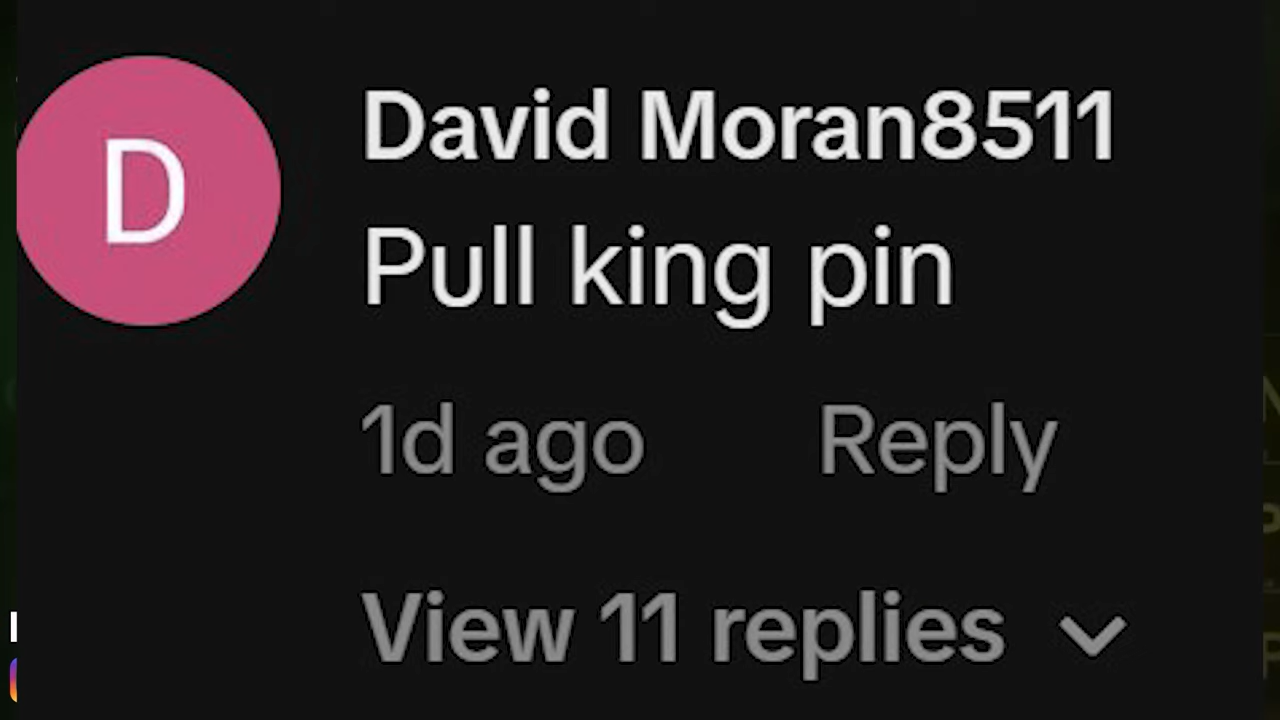 D
David Moran8511
Pull king pin
1d ago Reply
View 11 replies